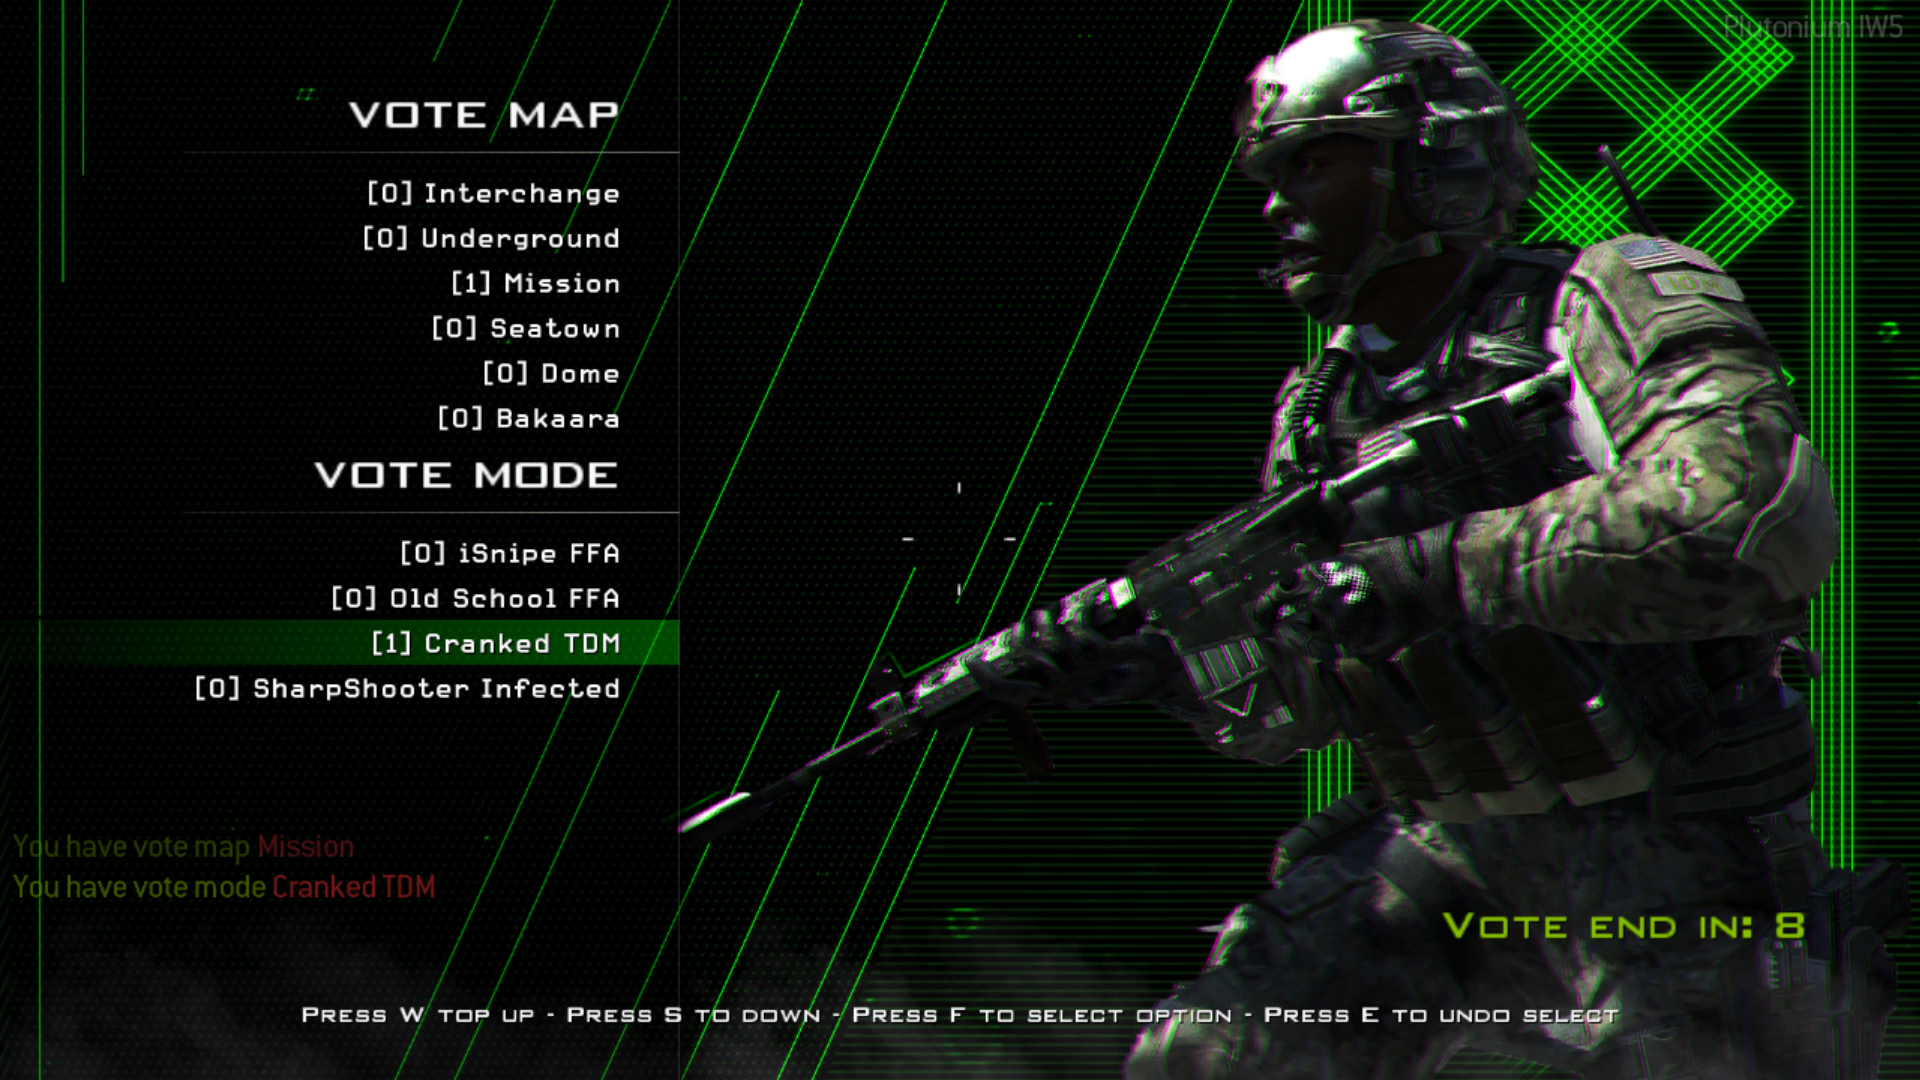 Plutonium IW5
VOTE MAP
[0] Interchange
[0] Underground
[1] Mission
[0] Seatown
[0] Dome
[0] Bakaara
VOTE MODE
[0] iSnipe FFA
[0] Old School FFA
[1] Cranked TDM
[0] SharpShooter Infected
You have vote map Mission
You have vote mode Cranked TDM
VOTE END IN: 8
PRESS W TOP UP - PRESS S TO DOWN - PRESS F TO SELECT OPTION - PRESS E TO UNDO SELECT